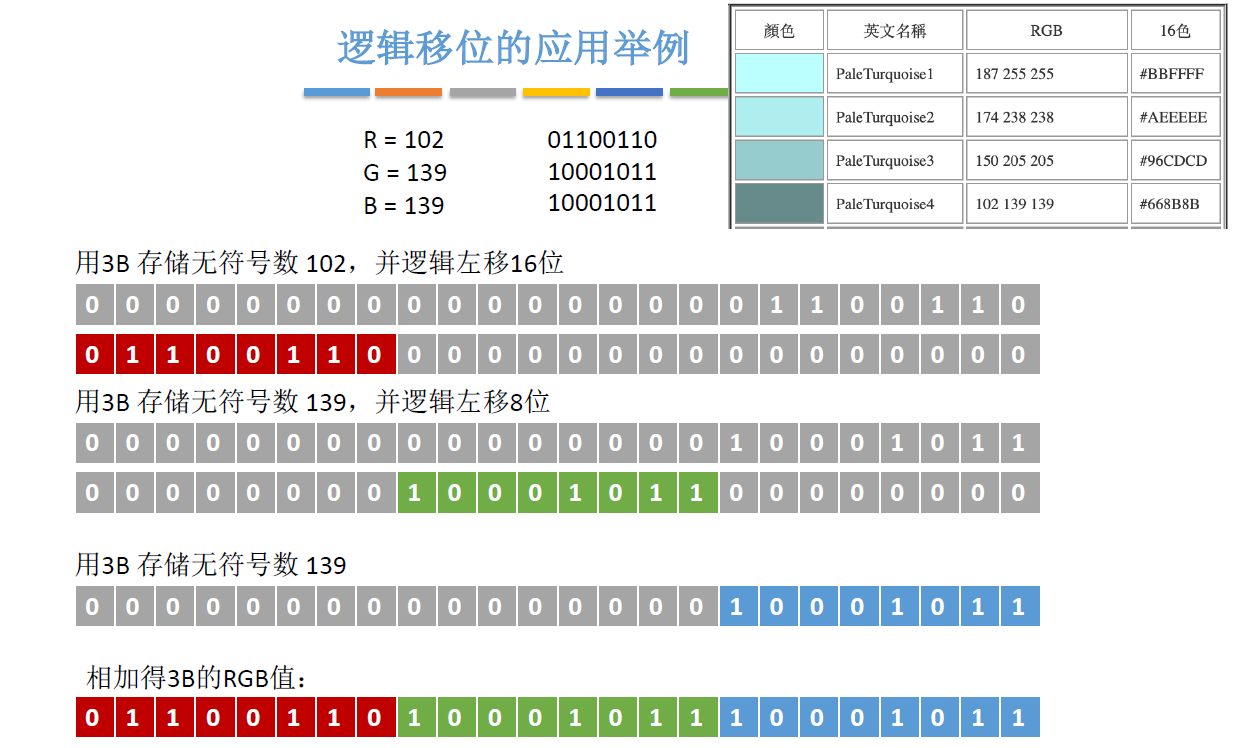 逻辑移位的应用举例
顏色 英文名稱 RGB 16色
PaleTurquoise1 187 255 255 #BBFFFF
PaleTurquoise2 174 238 238 #AEEEEE
PaleTurquoise3 150 205 205 #96CDCD
PaleTurquoise4 102 139 139 #668B8B
R = 102 01100110
G = 139 10001011
B = 139 10001011
用3B 存储无符号数 102，并逻辑左移16位
0 0 0 0 0 0 0 0 0 0 0 0 0 0 0 0 0 1 1 0 0 1 1 0
0 1 1 0 0 1 1 0 0 0 0 0 0 0 0 0 0 0 0 0 0 0 0 0
用3B 存储无符号数 139，并逻辑左移8位
0 0 0 0 0 0 0 0 0 0 0 0 0 0 0 0 1 0 0 0 1 0 1 1
0 0 0 0 0 0 0 0 1 0 0 0 1 0 1 1 0 0 0 0 0 0 0 0
用3B 存储无符号数 139
0 0 0 0 0 0 0 0 0 0 0 0 0 0 0 0 1 0 0 0 1 0 1 1
相加得3B的RGB值：
0 1 1 0 0 1 1 0 1 0 0 0 1 0 1 1 1 0 0 0 1 0 1 1